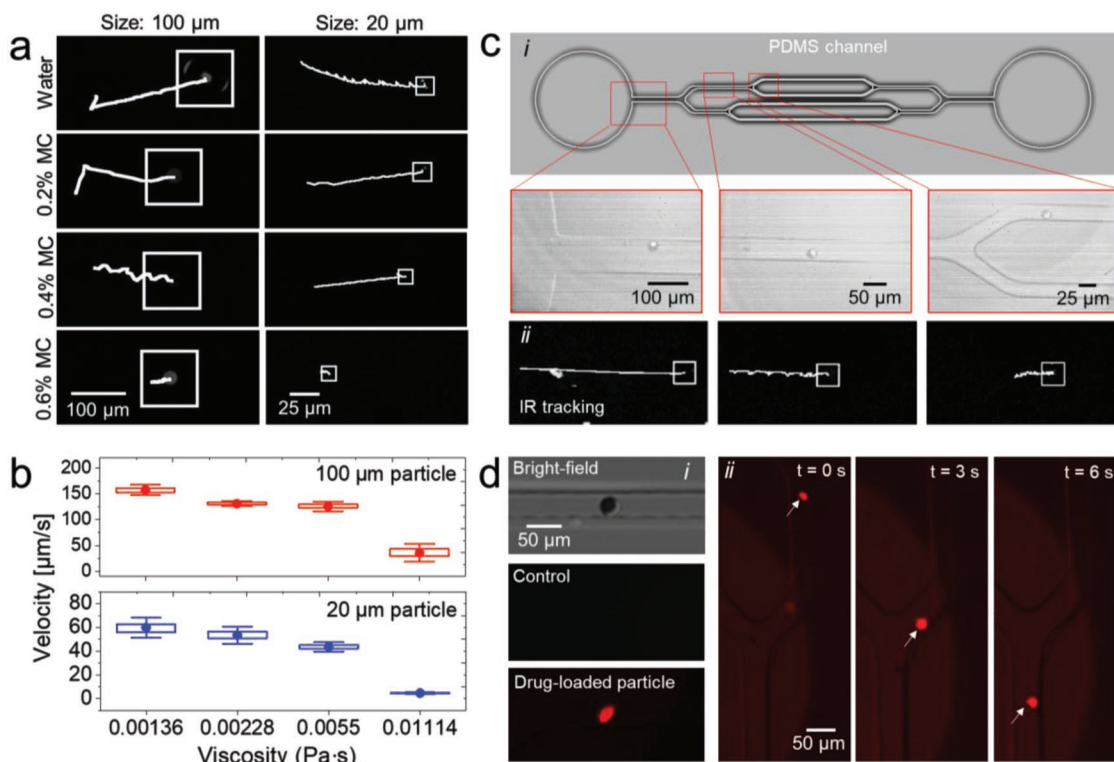 a
Size: 100 µm
Size: 20 µm
Water
0.2% MC
0.4% MC
0.6% MC
100 µm
25 µm
b
200
150
100
50
0
100 µm particle
80
60
40
20
0
20 µm particle
Velocity [µm/s]
0.00136
0.00228
0.0055
0.01114
Viscosity (Pa·s)
c
i
PDMS channel
100 µm
50 µm
25 µm
ii
IR tracking
d
Bright-field
i
50 µm
Control
Drug-loaded particle
ii
t = 0 s
t = 3 s
t = 6 s
50 µm